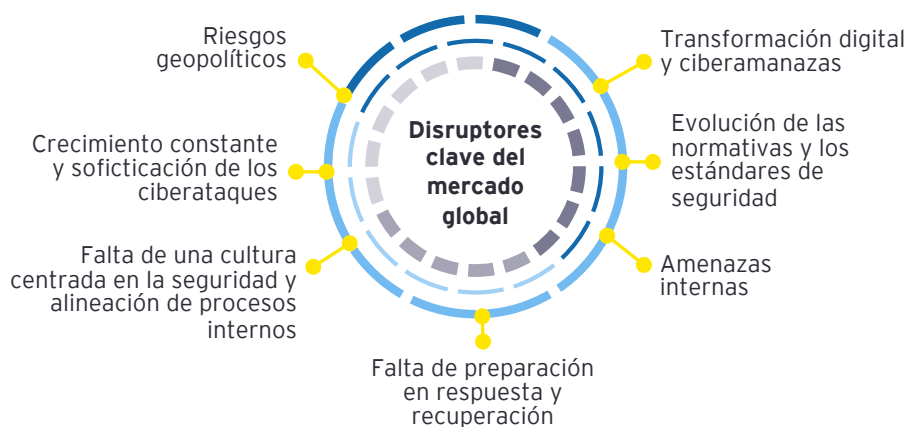 Disruptores
clave del
mercado
global
Riesgos
geopolíticos
Transformación digital
y ciberamanazas
Crecimiento constante
y soficticación de los
ciberataques
Evolución de las
normativas y los
estándares de
seguridad
Falta de una cultura
centrada en la seguridad y
alineación de procesos
internos
Amenazas
internas
Falta de preparación
en respuesta y
recuperación